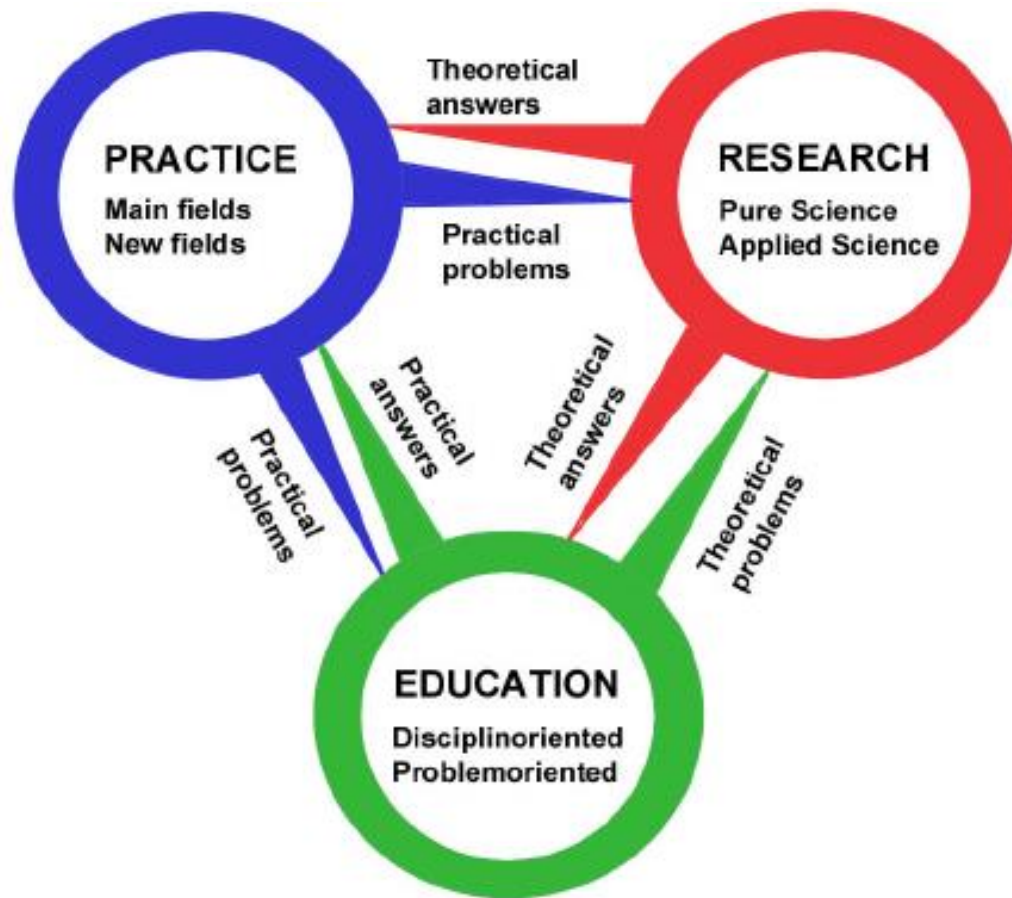 Theoretical
answers
PRACTICE
Main fields
New fields
RESEARCH
Pure Science
Applied Science
Practical
problems
Practical
problems
Practical
answers
Theoretical
answers
Theoretical
problems
EDUCATION
Disciplinoriented
Problemoriented